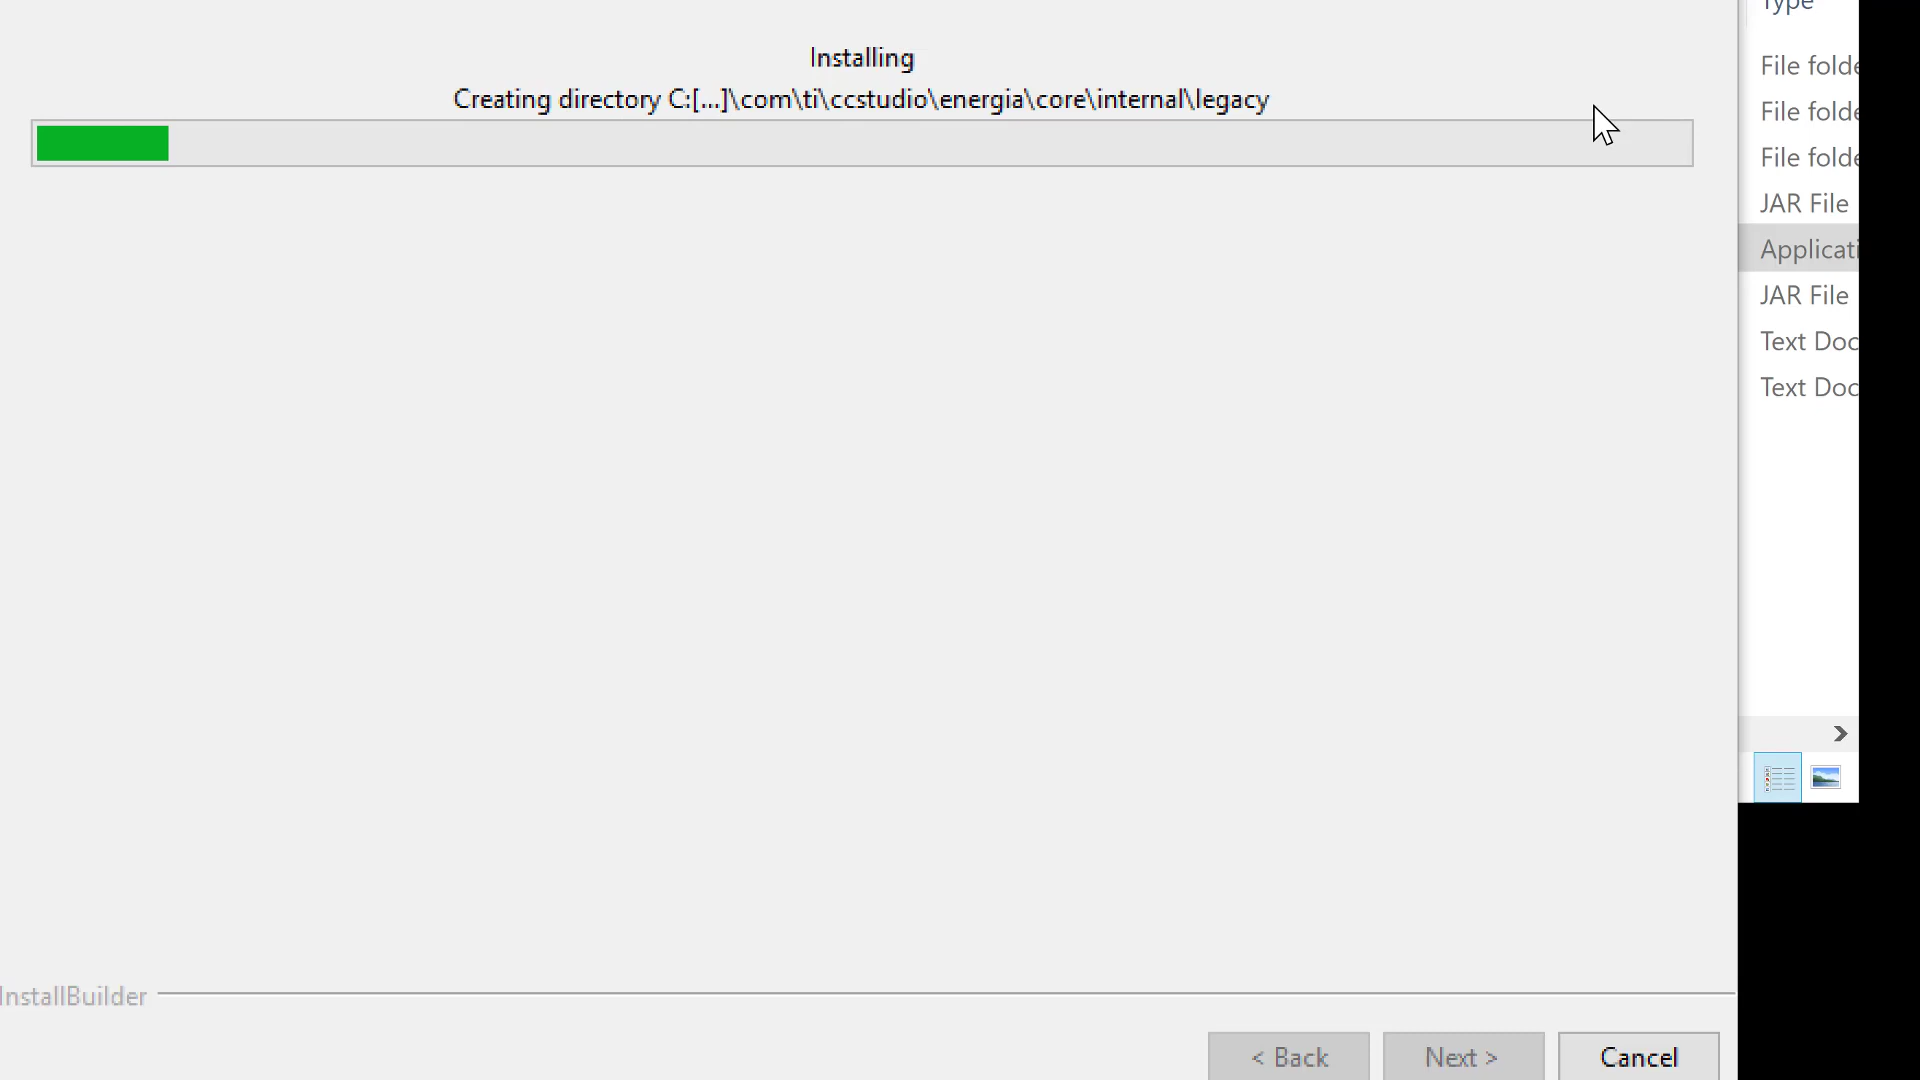 Type
Installing
Creating directory C:[...]\com\ti\ccstudio\energia\core\internal\legacy
File folde
File folde
File folde
JAR File
Applicati
JAR File
Text Doc
Text Doc
InstallBuilder
< Back
Next >
Cancel